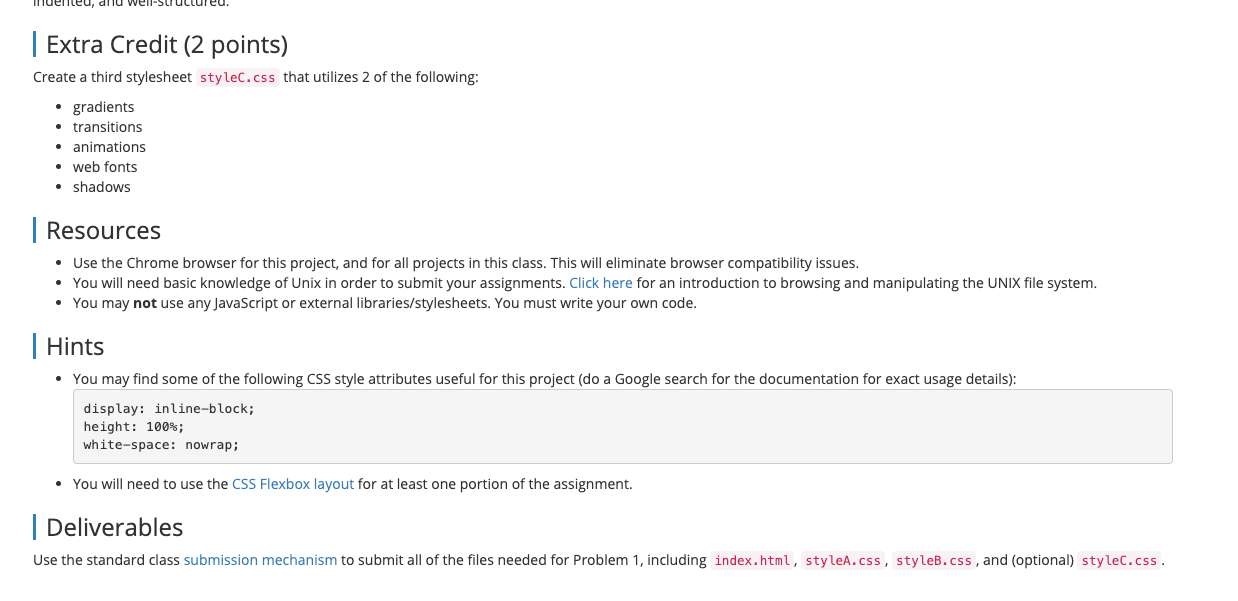 indented, and well-structured.
Extra Credit (2 points)
Create a third stylesheet styleC.css that utilizes 2 of the following:
gradients
transitions
animations
web fonts
shadows
Resources
Use the Chrome browser for this project, and for all projects in this class. This will eliminate browser compatibility issues.
You will need basic knowledge of Unix in order to submit your assignments. Click here for an introduction to browsing and manipulating the UNIX file system.
You may not use any JavaScript or external libraries/stylesheets. You must write your own code.
Hints
You may find some of the following CSS style attributes useful for this project (do a Google search for the documentation for exact usage details):
display: inline-block;
height: 100%;
white-space: nowrap;
You will need to use the CSS Flexbox layout for at least one portion of the assignment.
Deliverables
Use the standard class submission mechanism to submit all of the files needed for Problem 1, including index.html, styleA.css, styleB.css, and (optional) styleC.css.